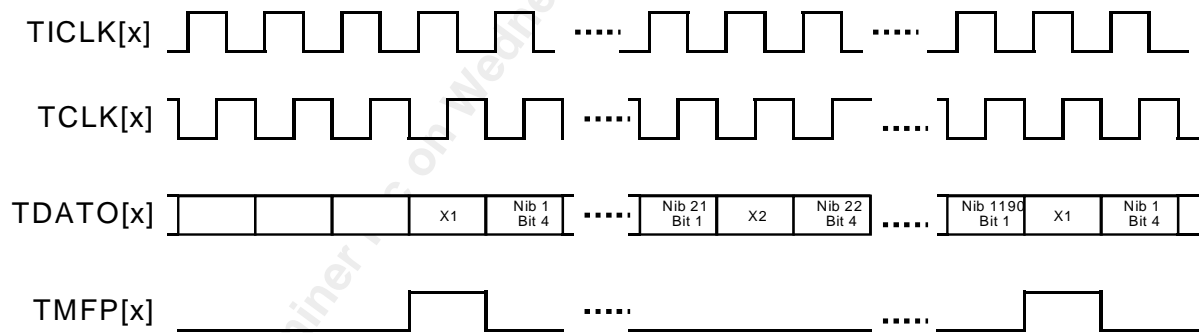 TICLK[x]
TCLK[x]
TDATO[x]
X1
Nib 1
Bit 4
Nib 21
Bit 1
X2
Nib 22
Bit 4
Nib 1190
Bit 1
X1
Nib 1
Bit 4
TMFP[x]